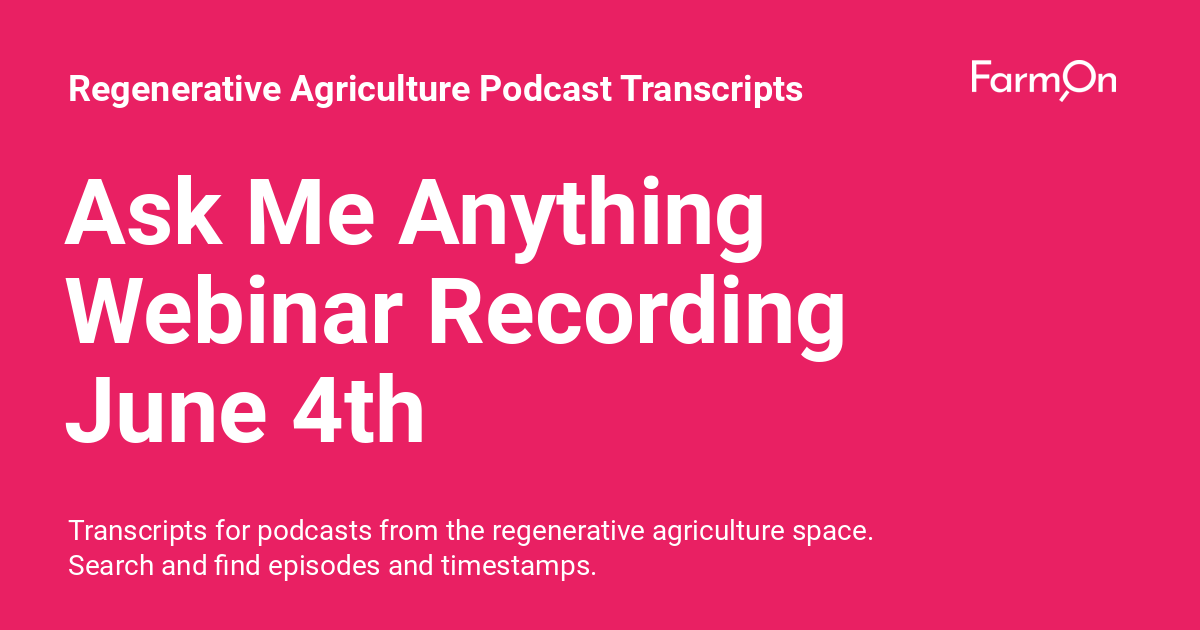 Regenerative Agriculture Podcast Transcripts
FarmOn
Ask Me Anything
Webinar Recording
June 4th
Transcripts for podcasts from the regenerative agriculture space.
Search and find episodes and timestamps.